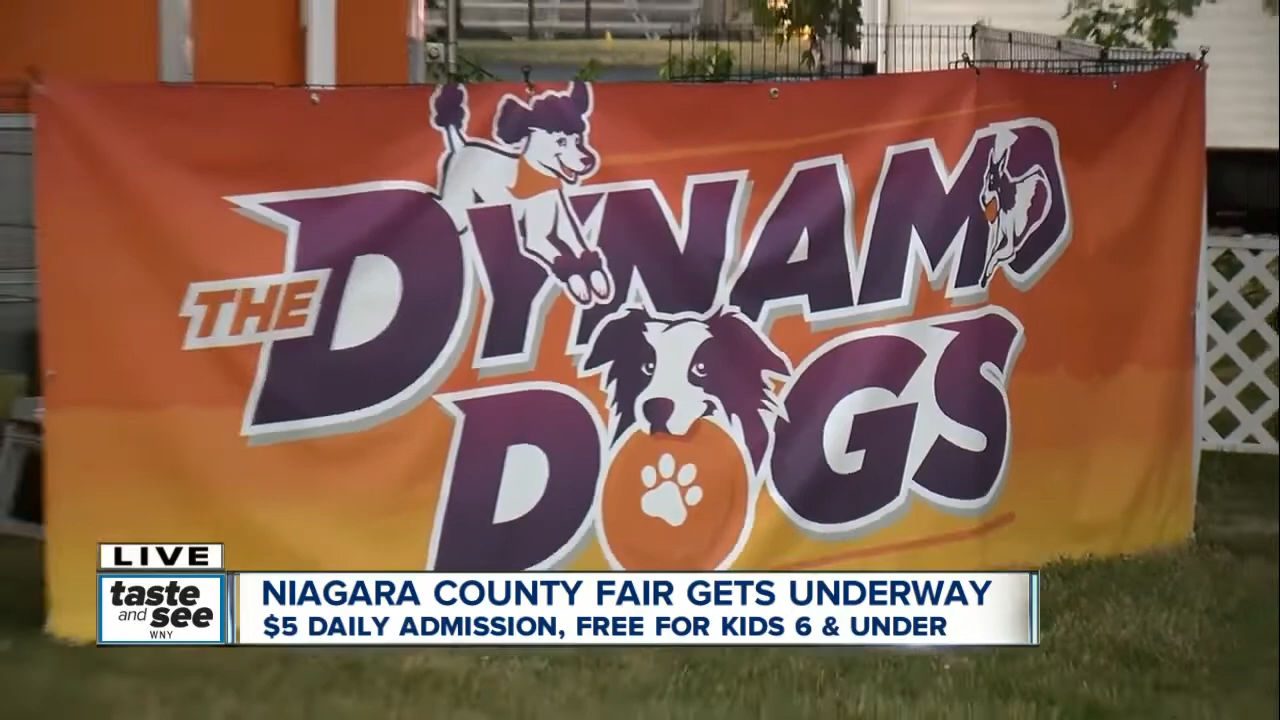 THE DYNAMO
DOGS
LIVE
taste
and see
WNY
NIAGARA COUNTY FAIR GETS UNDERWAY
$5 DAILY ADMISSION, FREE FOR KIDS 6 & UNDER